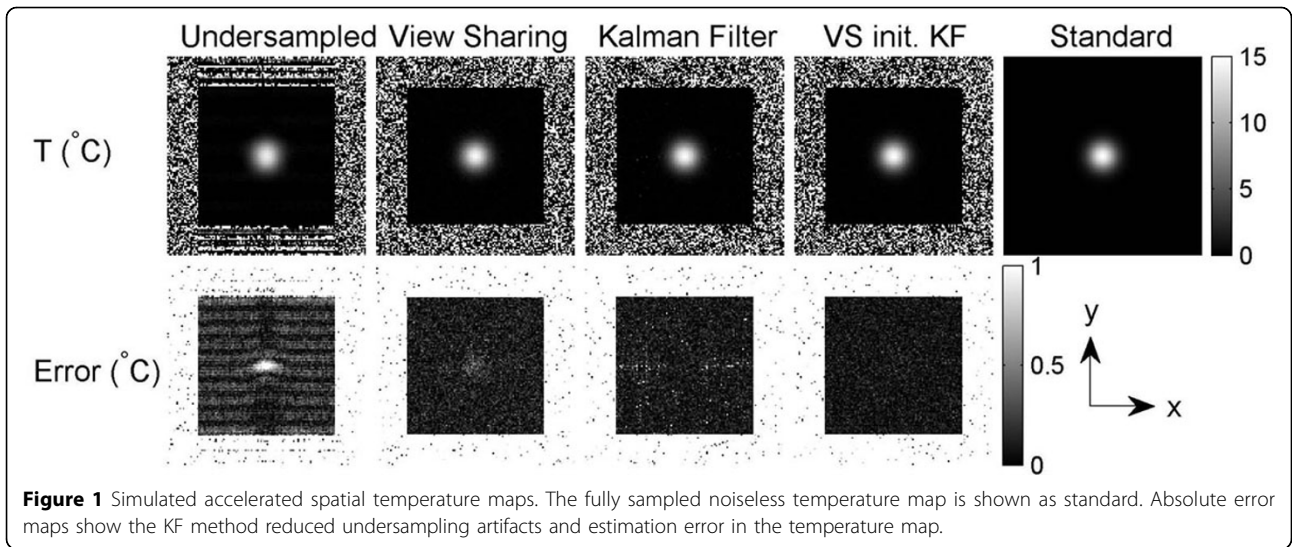 Undersampled View Sharing Kalman Filter VS init. KF Standard
T (°C)
15
10
5
0
Error (°C)
1
0.5
0
y
x
Figure 1 Simulated accelerated spatial temperature maps. The fully sampled noiseless temperature map is shown as standard. Absolute error
maps show the KF method reduced undersampling artifacts and estimation error in the temperature map.